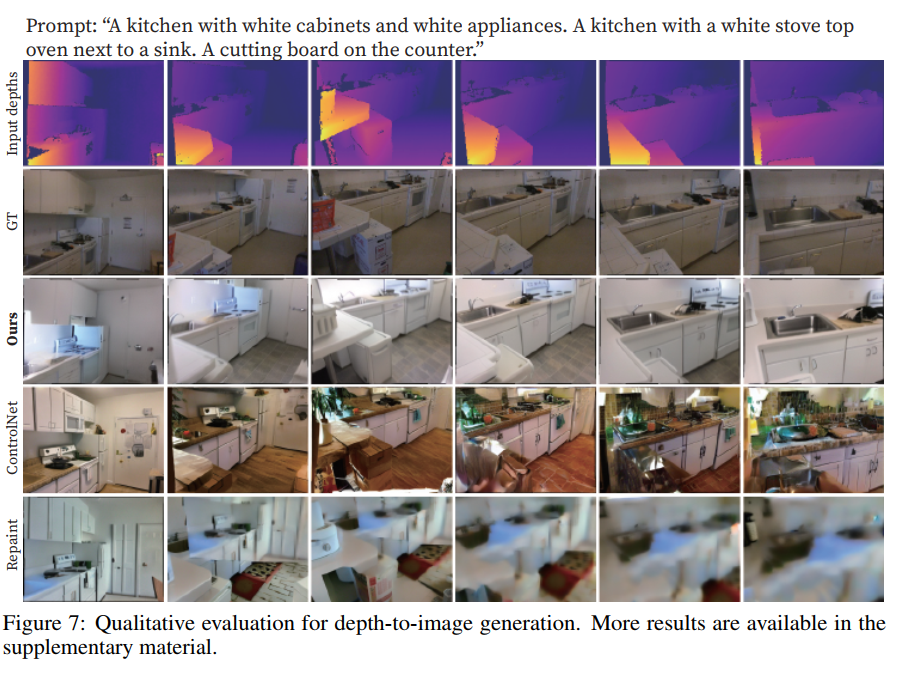 Prompt: “A kitchen with white cabinets and white appliances. A kitchen with a white stove top
oven next to a sink. A cutting board on the counter.”
Input depths
GT
Ours
ControlNet
Repaint
Figure 7: Qualitative evaluation for depth-to-image generation. More results are available in the
supplementary material.